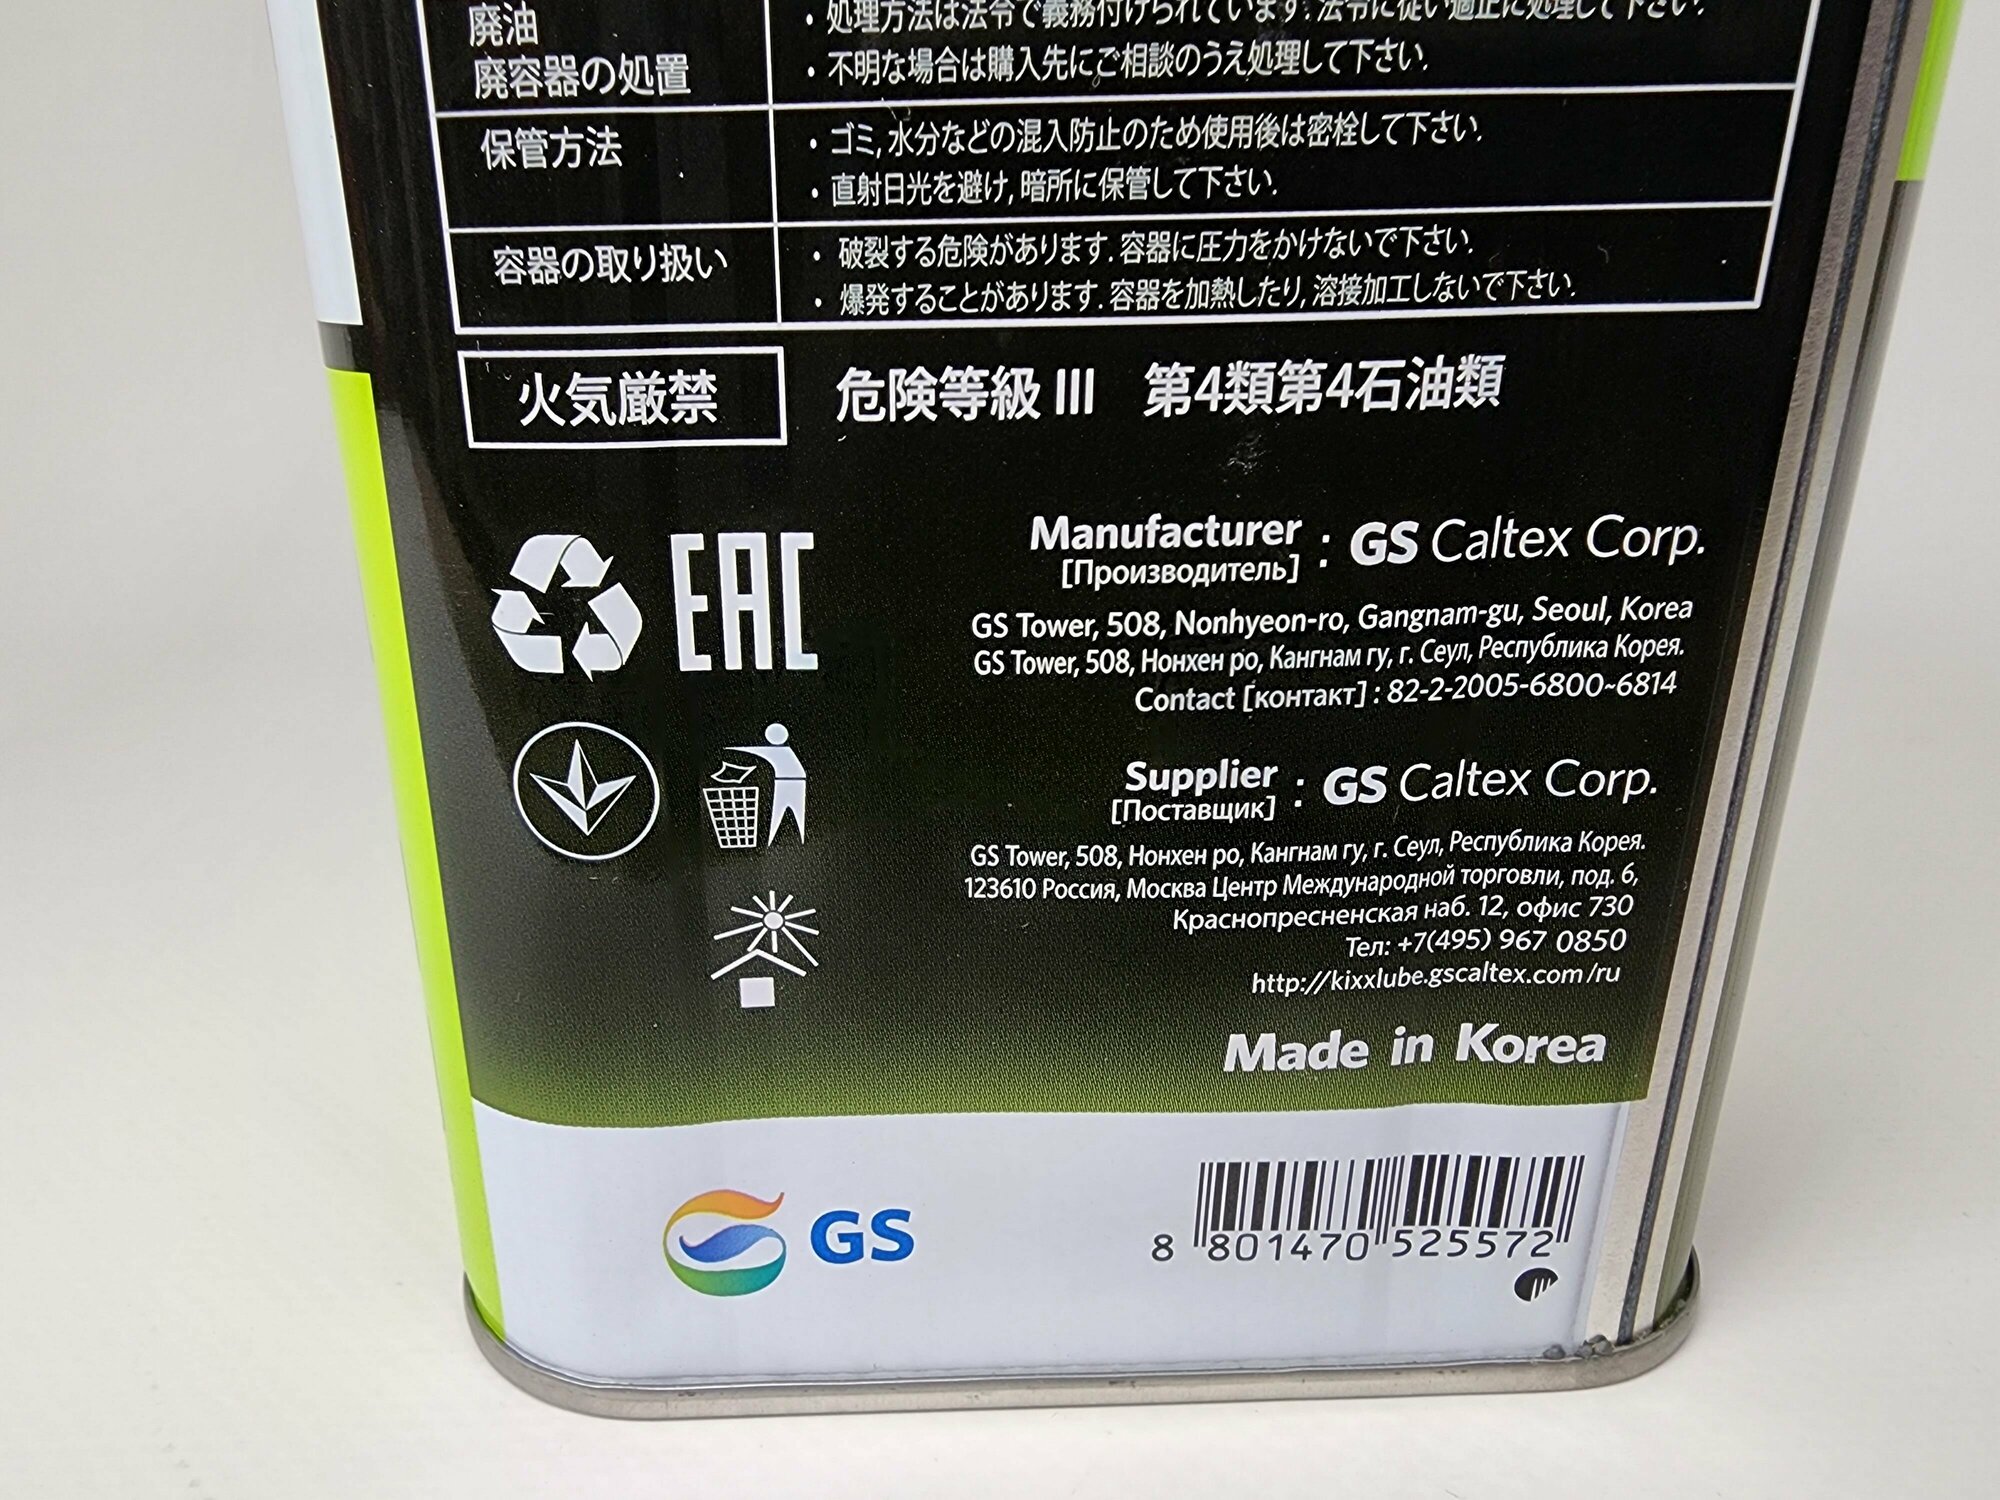 廃油
廃容器の処置
・処理方法は法令で義務付けられています. 法令に従い適正に処理して下さい.
・不明な場合は購入先にご相談のうえ処理して下さい.
保管方法
・ゴミ, 水分などの混入防止のため使用後は密栓して下さい.
・直射日光を避け, 暗所に保管して下さい.
容器の取り扱い
・破裂する危険があります. 容器に圧力をかけないで下さい.
・爆発することがあります. 容器を加熱したり, 溶接加工しないで下さい.
火気厳禁
危険等級 III 第4類第4石油類
EAC
Manufacturer : GS Caltex Corp.
[Производитель]
GS Tower, 508, Nonhyeon-ro, Gangnam-gu, Seoul, Korea
GS Tower, 508, Нонхен ро, Кангнам гу, г. Сеул, Республика Корея.
Contact [контакт] : 82-2-2005-6800~6814
Supplier : GS Caltex Corp.
[Поставщик]
GS Tower, 508, Нонхен ро, Кангнам гу, г. Сеул, Республика Корея.
123610 Россия, Москва Центр Международной торговли, под. 6,
Краснопресненская наб. 12, офис 730
Тел: +7(495) 967 0850
http://kixxlube.gscaltex.com/ru
Made in Korea
GS
8 801470 525572